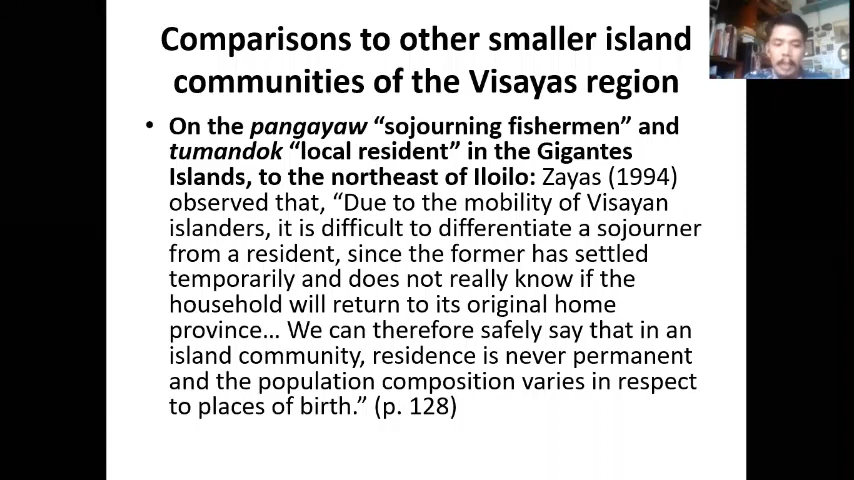 Comparisons to other smaller island
communities of the Visayas region
• On the pangayaw “sojourning fishermen” and
tumandok “local resident” in the Gigantes
Islands, to the northeast of Iloilo: Zayas (1994)
observed that, “Due to the mobility of Visayan
islanders, it is difficult to differentiate a sojourner
from a resident, since the former has settled
temporarily and does not really know if the
household will return to its original home
province… We can therefore safely say that in an
island community, residence is never permanent
and the population composition varies in respect
to places of birth.” (p. 128)